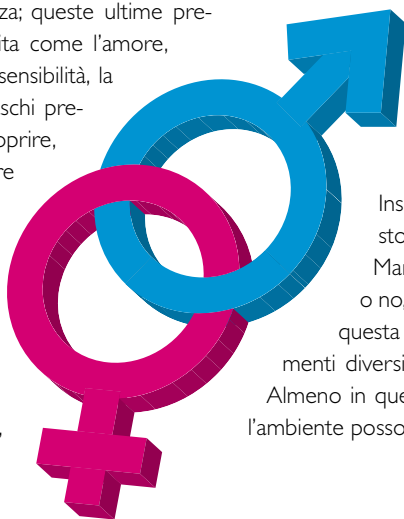 za; queste ultime pre-
ita come l’amore,
sensibilità, la
schi pre-
oprire,
re
,
Ins
sto
Mar
o no,
questa
menti diversi
Almeno in que
l’ambiente posso